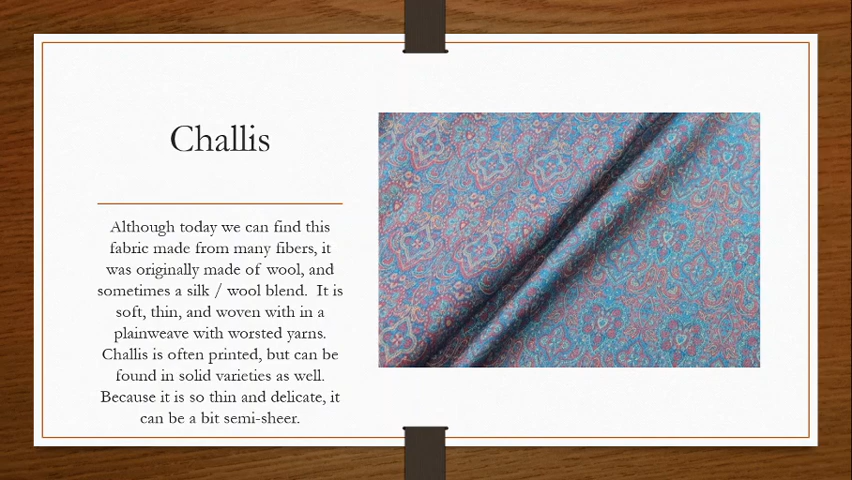 Challis
Although today we can find this
fabric made from many fibers, it
was originally made of wool, and
sometimes a silk / wool blend.  It is
soft, thin, and woven with in a
plainweave with worsted yarns.
Challis is often printed, but can be
found in solid varieties as well.
Because it is so thin and delicate, it
can be a bit semi-sheer.